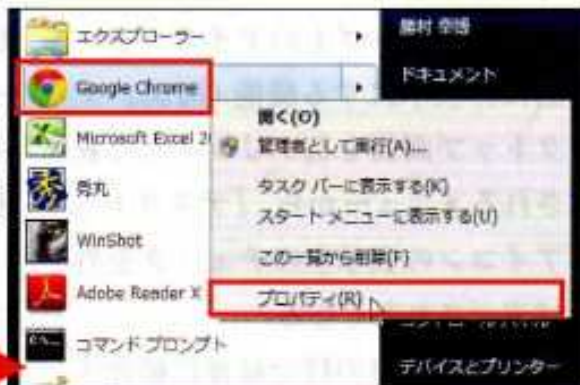 エクスプローラー
Google Chrome
Microsoft Excel 2
秀丸
WinShot
Adobe Reader X
コマンド プロンプト
開く(O)
管理者として実行(A)...
タスク バーに表示する(K)
スタート メニューに表示する(U)
この一覧から削除(F)
プロパティ(R)
ドキュメント
デバイスとプリンター